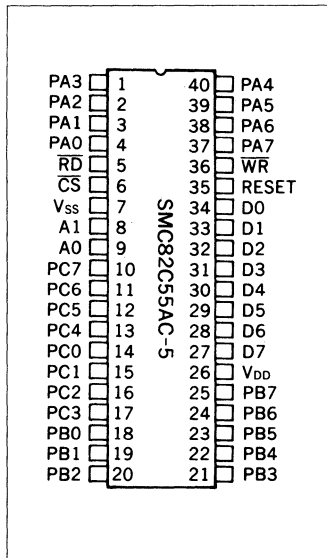 PA3 1 40 PA4
PA2 2 39 PA5
PA1 3 38 PA6
PA0 4 37 PA7
R̅D̅ 5 36 W̅R̅
C̅S̅ 6 35 RESET
Vss 7 34 D0
A1 8 33 D1
A0 9 32 D2
PC7 10 31 D3
PC6 11 30 D4
PC5 12 29 D5
PC4 13 28 D6
PC0 14 27 D7
PC1 15 26 VDD
PC2 16 25 PB7
PC3 17 24 PB6
PB0 18 23 PB5
PB1 19 22 PB4
PB2 20 21 PB3
SMC82C55AC-5